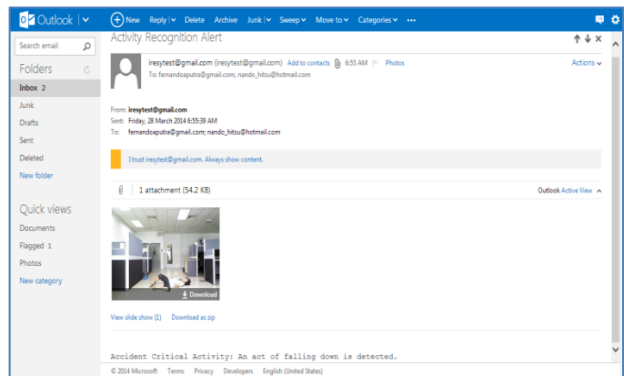 Outlook
New Reply Delete Archive Junk Sweep Move to Categories ...
Search email
Activity Recognition Alert
Folders
Inbox 2
Junk
Drafts
Sent
Deleted
New folder
Quick views
Documents
Flagged 1
Photos
New category
iresytest@gmail.com (iresytest@gmail.com) Add to contacts 6:55 AM Photos
Actions
To: fernandoaputra@gmail.com, nando_hitsu@hotmail.com
From: iresytest@gmail.com
Sent: Friday, 28 March 2014 6:55:39 AM
To: fernandoaputra@gmail.com; nando_hitsu@hotmail.com
I trust iresytest@gmail.com. Always show content.
1 attachment (54.2 KB)
Outlook Active View
Download
View slide show (1) Download as zip
Accident Critical Activity: An act of falling down is detected.
© 2014 Microsoft Terms Privacy Developers English (United States)